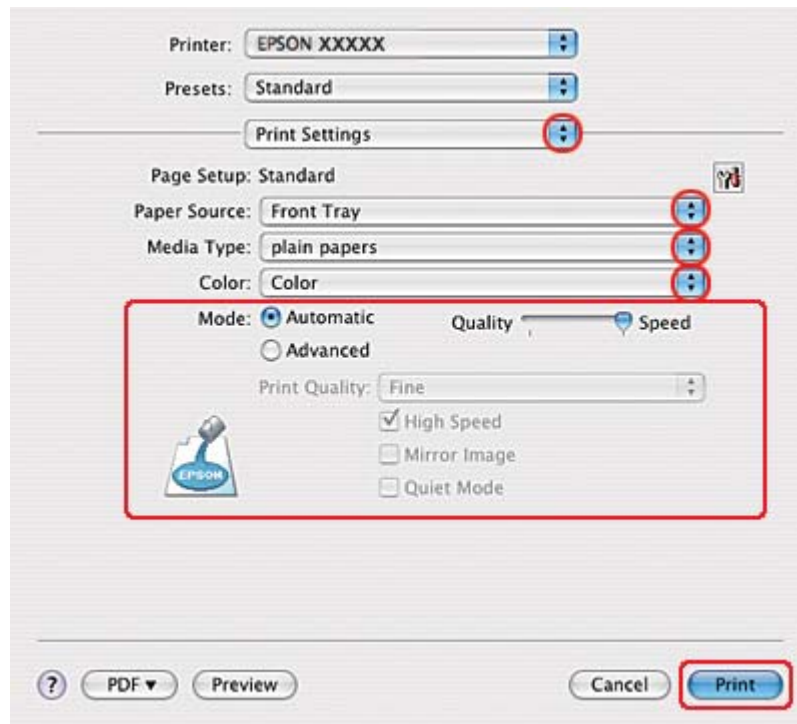 Printer: EPSON XXXXX
Presets: Standard
Print Settings
Page Setup: Standard
Paper Source: Front Tray
Media Type: plain papers
Color: Color
Mode: Automatic Quality Speed
Advanced
Print Quality: Fine
High Speed
Mirror Image
EPSON
Quiet Mode
? PDF Preview Cancel Print